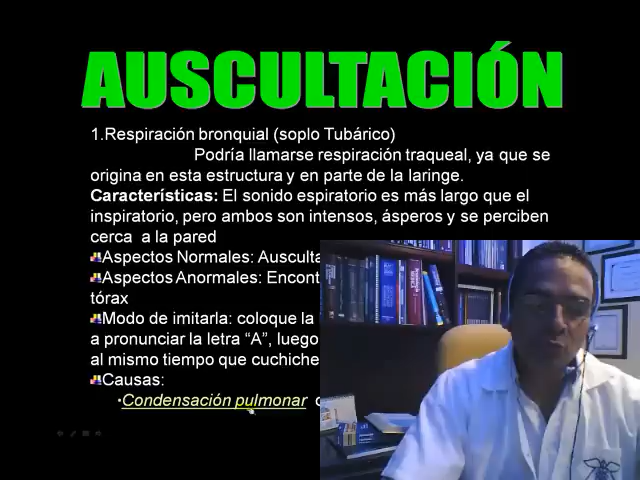 AUSCULTACIÓN
1.Respiración bronquial (soplo Tubárico)
Podría llamarse respiración traqueal, ya que se
origina en esta estructura y en parte de la laringe.
Características: El sonido espiratorio es más largo que el
inspiratorio, pero ambos son intensos, ásperos y se perciben
cerca a la pared
Aspectos Normales: Ausculta
Aspectos Anormales: Encont
tórax
Modo de imitarla: coloque la
a pronunciar la letra "A", luego
al mismo tiempo que cuchiche
Causas:
•Condensación pulmonar